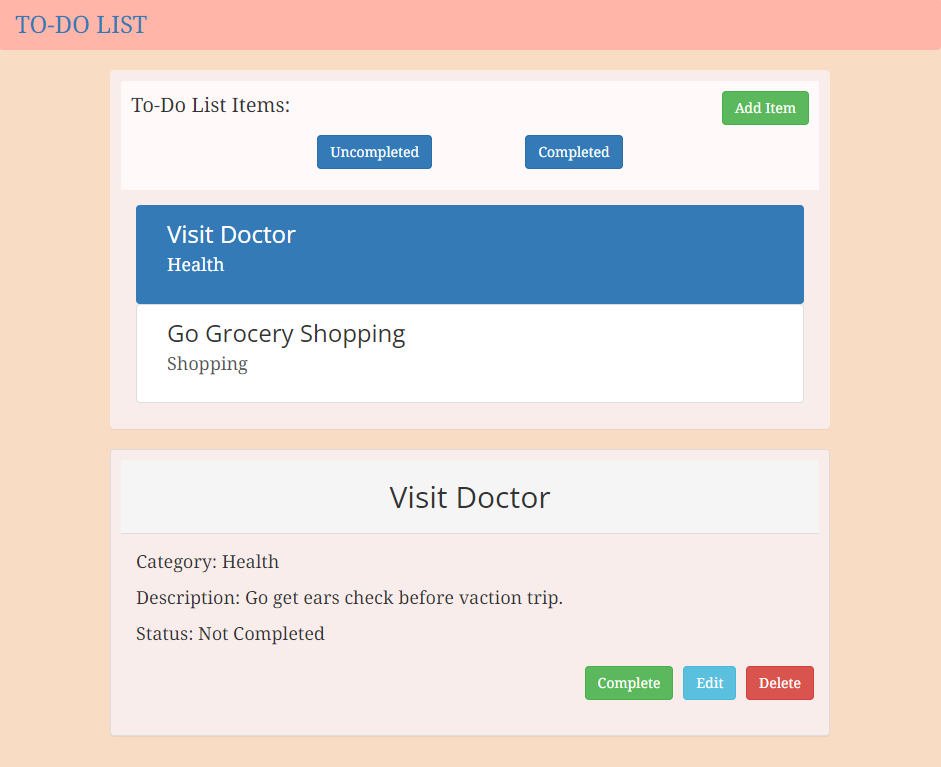 TO-DO LIST
To-Do List Items:
Add Item
Uncompleted
Completed
Visit Doctor
Health
Go Grocery Shopping
Shopping
Visit Doctor
Category: Health
Description: Go get ears check before vaction trip.
Status: Not Completed
Complete
Edit
Delete